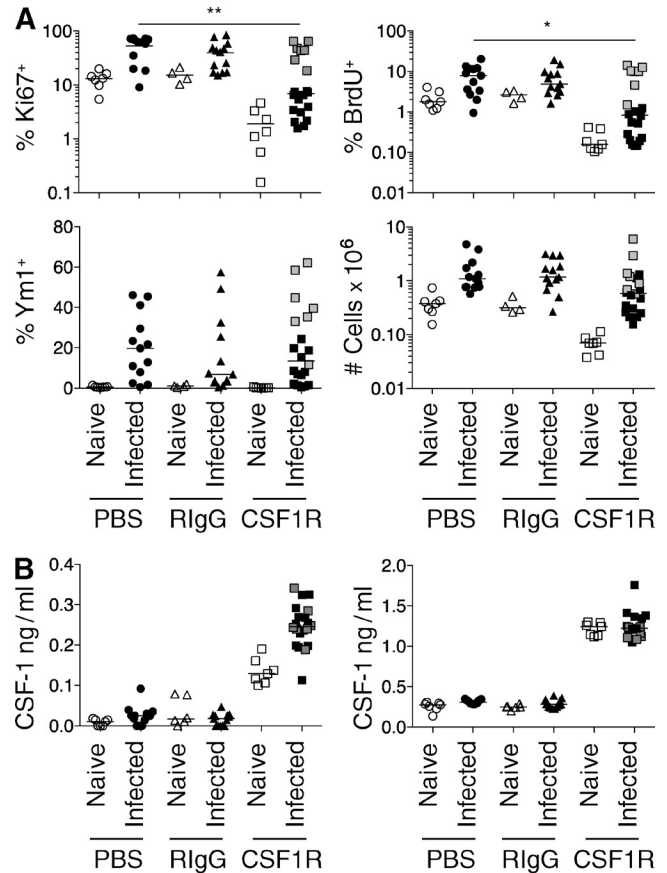 A
**
*
% Ki67+
100
10
1
0.1
% BrdU+
100
10
1
0.10
0.01
% Ym1+
80
60
40
20
0
# Cells x 10^6
10
1
0.10
0.01
Naive Infected Naive Infected Naive Infected
PBS RIgG CSF1R
Naive Infected Naive Infected Naive Infected
PBS RIgG CSF1R
B
CSF-1 ng/ml
0.4
0.3
0.2
0.1
0.0
CSF-1 ng/ml
2.0
1.5
1.0
0.5
0.0
Naive Infected Naive Infected Naive Infected
PBS RIgG CSF1R
Naive Infected Naive Infected Naive Infected
PBS RIgG CSF1R